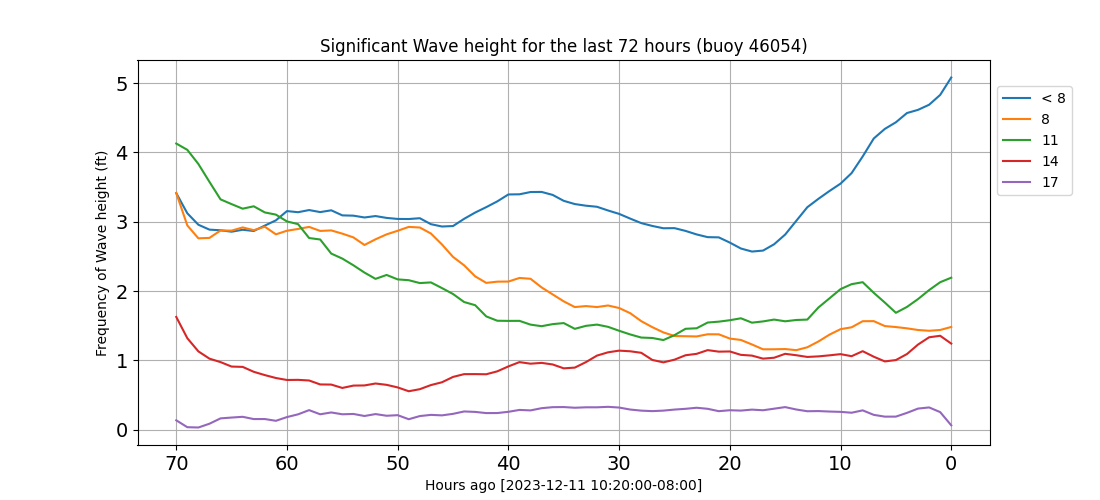 Significant Wave height for the last 72 hours (buoy 46054)
Frequency of Wave height (ft)
5
4
3
2
1
0
70 60 50 40 30 20 10 0
Hours ago [2023-12-11 10:20:00-08:00]
< 8
8
11
14
17